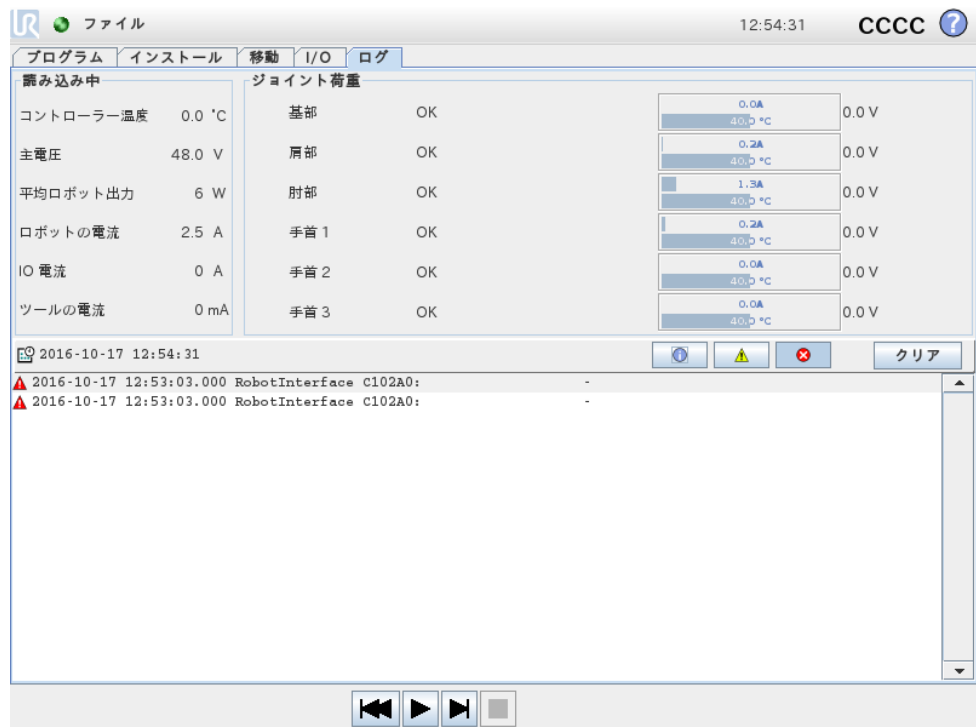 UR ファイル 12:54:31 CCCC ?
プログラム インストール 移動 I/O ログ
読み込み中 ジョイント荷重
コントローラー温度 0.0 °C 基部 OK 0.0A 40.0 °C 0.0 V
主電圧 48.0 V 肩部 OK 0.2A 40.0 °C 0.0 V
平均ロボット出力 6 W 肘部 OK 1.3A 40.0 °C 0.0 V
ロボットの電流 2.5 A 手首 1 OK 0.2A 40.0 °C 0.0 V
IO 電流 0 A 手首 2 OK 0.0A 40.0 °C 0.0 V
ツールの電流 0 mA 手首 3 OK 0.0A 40.0 °C 0.0 V
2016-10-17 12:54:31 クリア
2016-10-17 12:53:03.000 RobotInterface C102A0: -
2016-10-17 12:53:03.000 RobotInterface C102A0: -